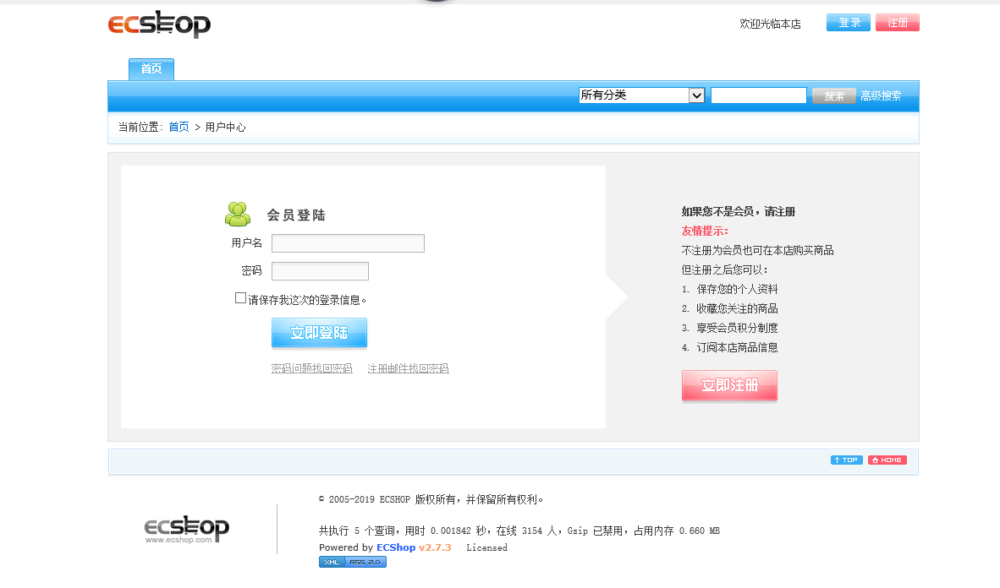 ECSHOP
欢迎光临本店 登录 注册
首页
所有分类 搜索 高级搜索
当前位置: 首页 > 用户中心
会员登陆
用户名
密码
请保存我这次的登录信息。
立即登陆
密码问题找回密码 注册邮件找回密码
如果您不是会员，请注册
友情提示：
不注册为会员也可在本店购买商品
但注册之后您可以：
1. 保存您的个人资料
2. 收藏您关注的商品
3. 享受会员积分制度
4. 订阅本店商品信息
立即注册
TOP HOME
ECSHOP
www.ecshop.com
© 2005-2019 ECSHOP 版权所有，并保留所有权利。
共执行 5 个查询，用时 0.001842 秒，在线 3154 人，Gzip 已禁用，占用内存 0.660 MB
Powered by ECShop v2.7.3 Licensed
XML RSS 2.0